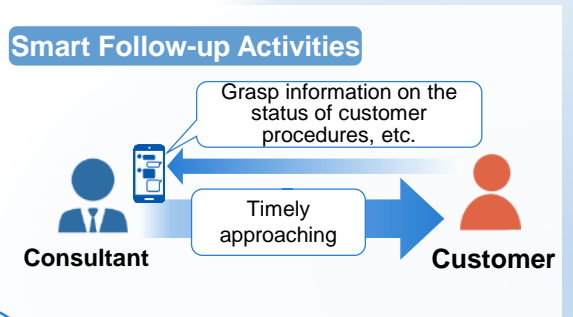 Smart Follow-up Activities
Grasp information on the
status of customer
procedures, etc.
Timely
approaching
Consultant
Customer